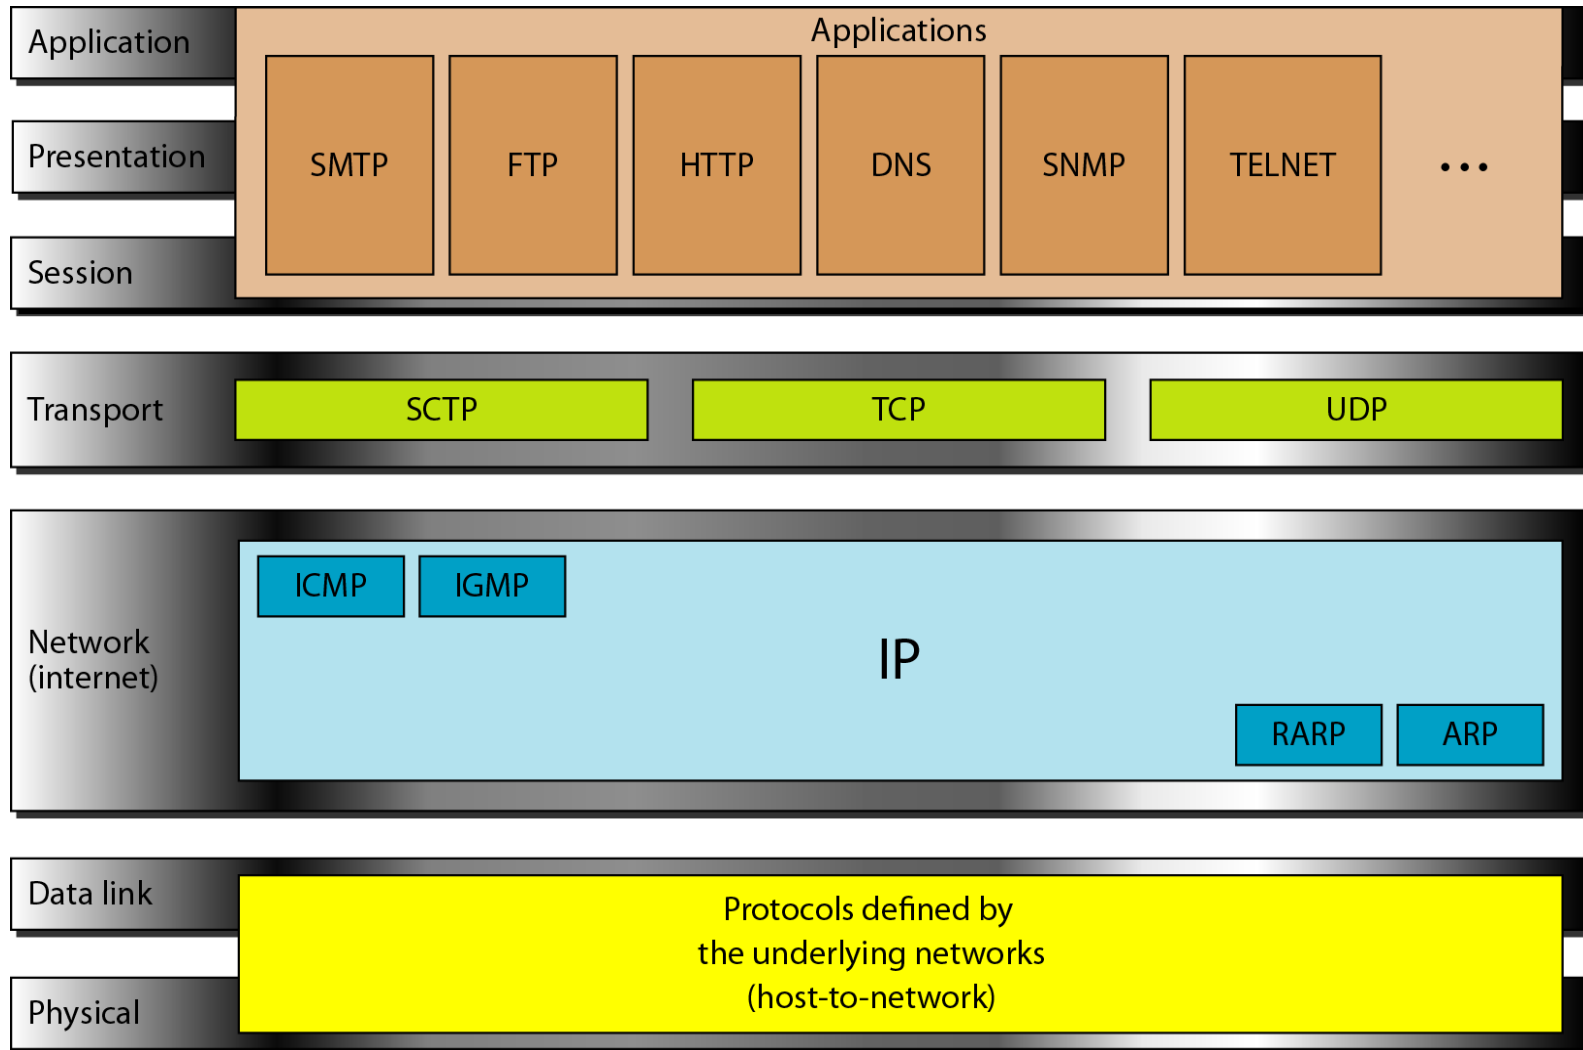 Application
Applications
Presentation
SMTP
FTP
HTTP
DNS
SNMP
TELNET
...
Session
Transport
SCTP
TCP
UDP
Network
(internet)
ICMP
IGMP
IP
RARP
ARP
Data link
Protocols defined by
the underlying networks
(host-to-network)
Physical